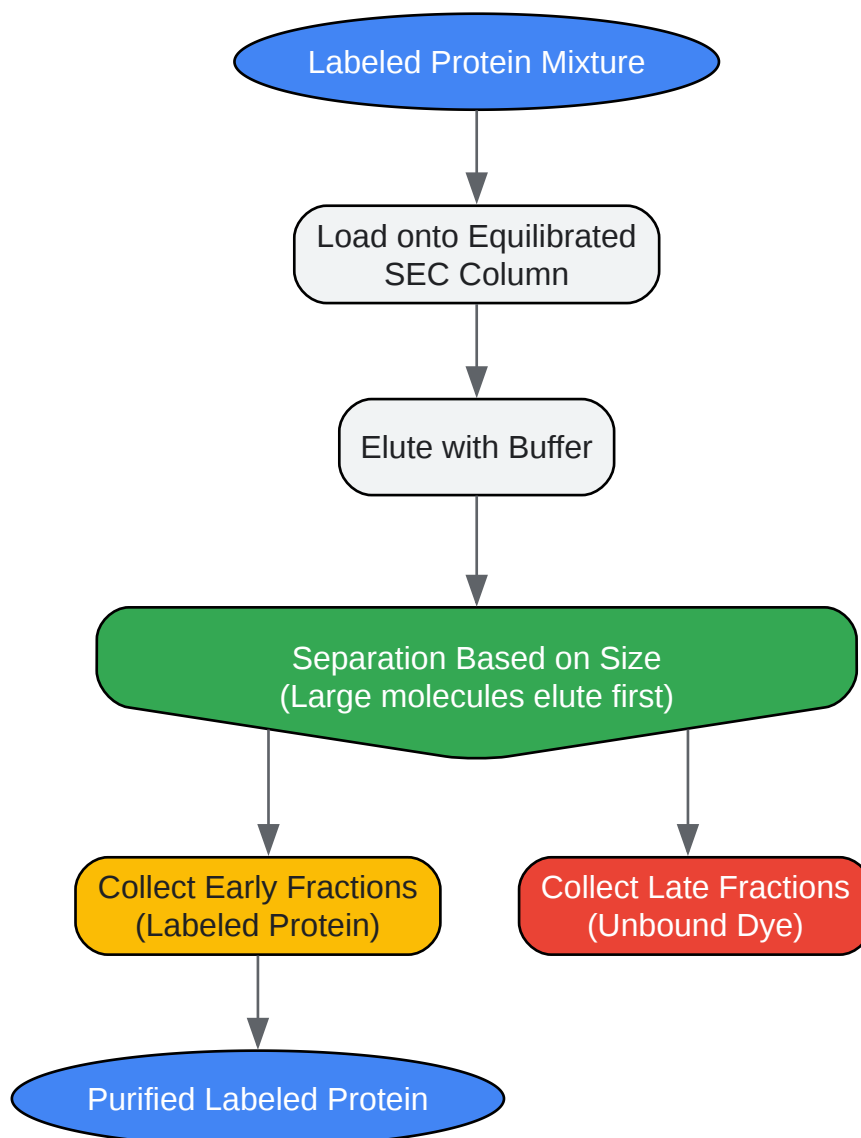 Labeled Protein Mixture
Load onto Equilibrated
SEC Column
Elute with Buffer
Separation Based on Size
(Large molecules elute first)
Collect Early Fractions
(Labeled Protein)
Collect Late Fractions
(Unbound Dye)
Purified Labeled Protein